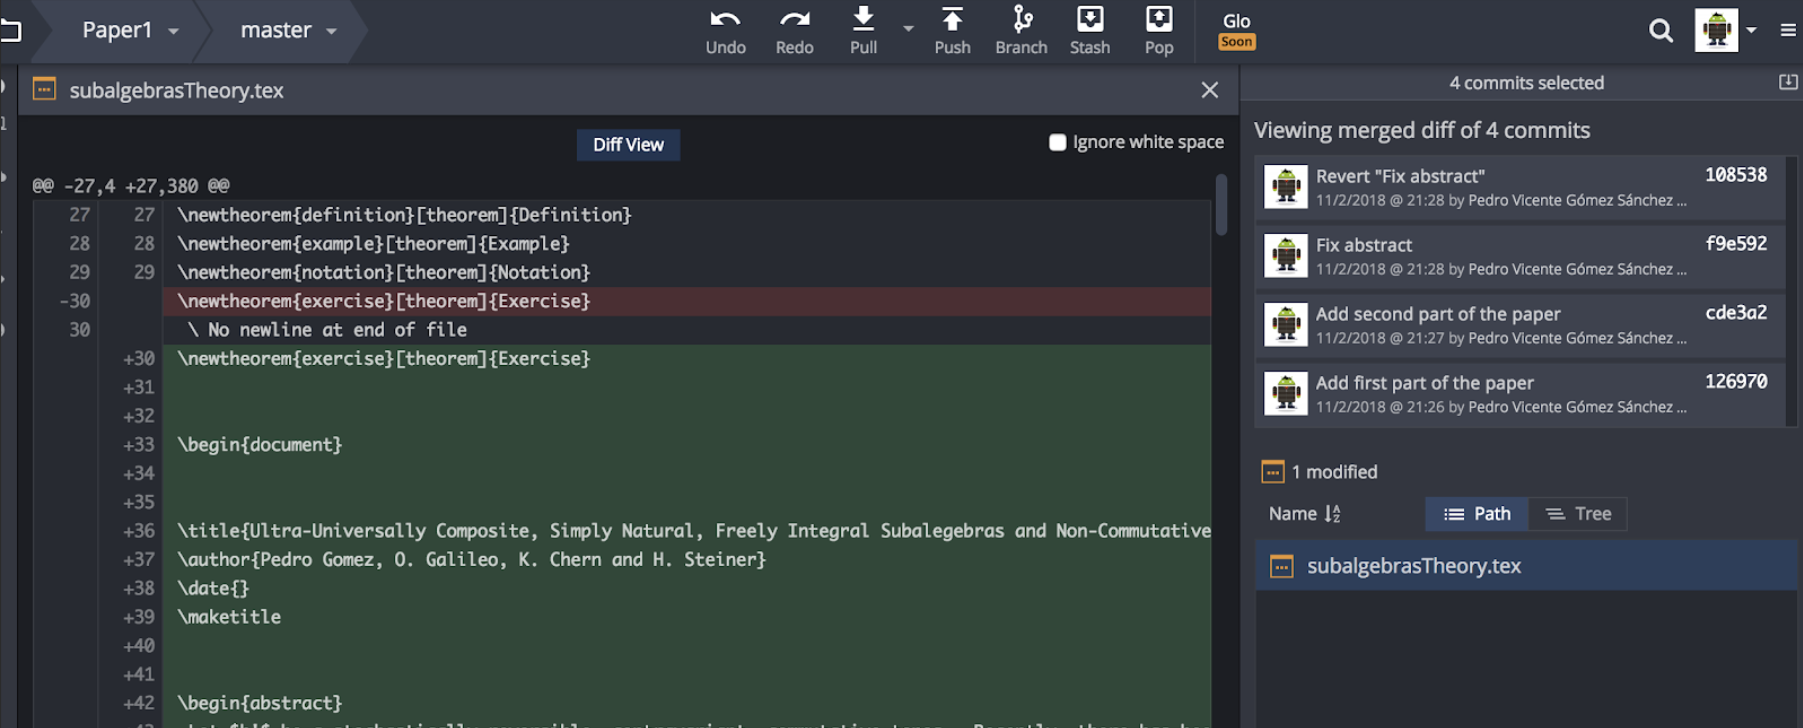 Paper1
master
Undo
Redo
Pull
Push
Branch
Stash
Pop
Glo
Soon
subalgebrasTheory.tex
Diff View
Ignore white space
@@ -27,4 +27,380 @@
27 27 \newtheorem{definition}[theorem]{Definition}
28 28 \newtheorem{example}[theorem]{Example}
29 29 \newtheorem{notation}[theorem]{Notation}
-30 \newtheorem{exercise}[theorem]{Exercise}
30 \ No newline at end of file
+30 \newtheorem{exercise}[theorem]{Exercise}
+31
+32
+33 \begin{document}
+34
+35
+36 \title{Ultra-Universally Composite, Simply Natural, Freely Integral Subalegebras and Non-Commutative
+37 \author{Pedro Gomez, O. Galileo, K. Chern and H. Steiner}
+38 \date{}
+39 \maketitle
+40
+41
+42 \begin{abstract}
4 commits selected
Viewing merged diff of 4 commits
Revert "Fix abstract" 108538
11/2/2018 @ 21:28 by Pedro Vicente Gómez Sánchez ...
Fix abstract f9e592
11/2/2018 @ 21:28 by Pedro Vicente Gómez Sánchez ...
Add second part of the paper cde3a2
11/2/2018 @ 21:27 by Pedro Vicente Gómez Sánchez ...
Add first part of the paper 126970
11/2/2018 @ 21:26 by Pedro Vicente Gómez Sánchez ...
1 modified
Name
Path
Tree
subalgebrasTheory.tex